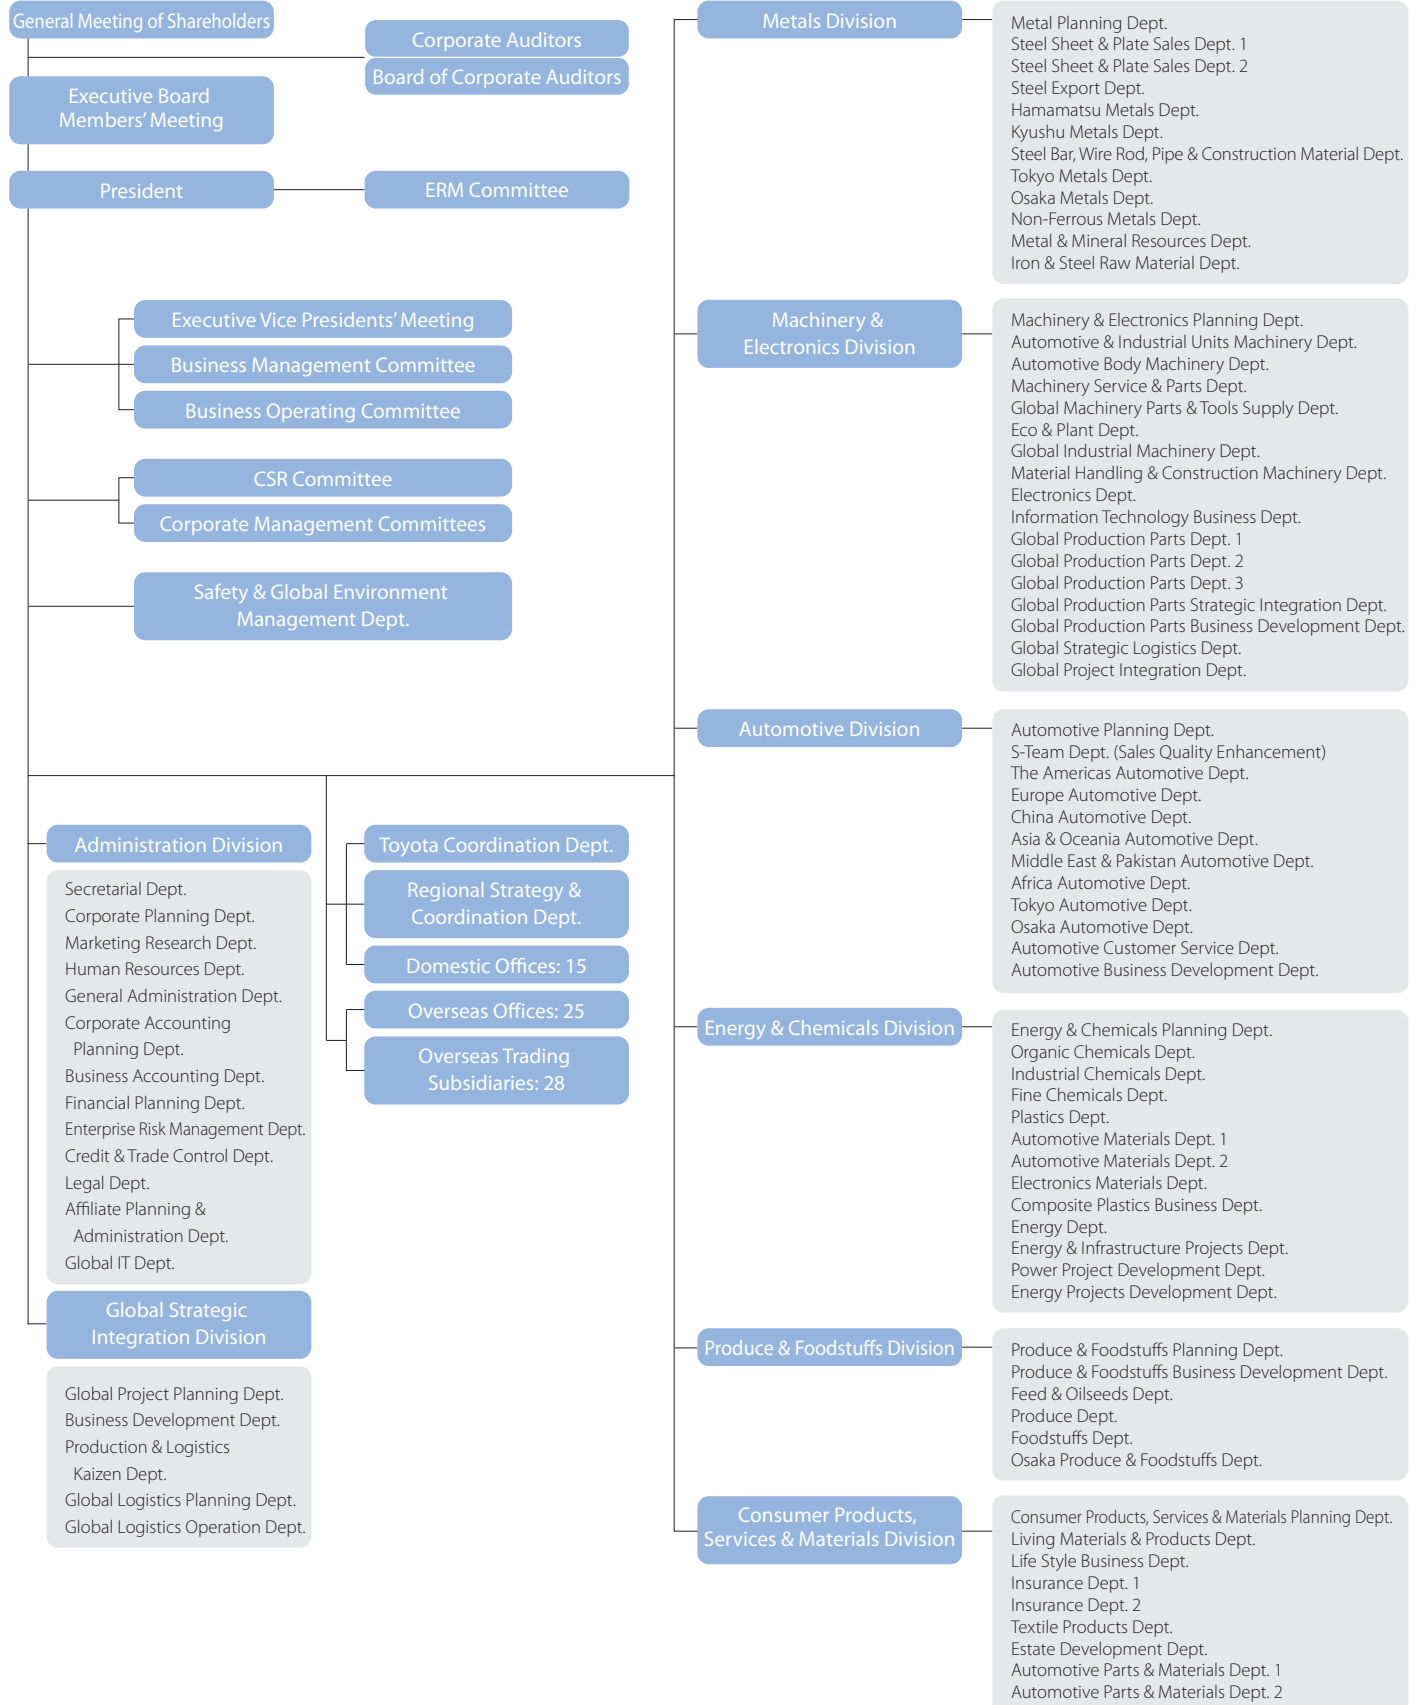 General Meeting of Shareholders
Corporate Auditors
Board of Corporate Auditors
Executive Board
Members’ Meeting
President
ERM Committee
Executive Vice Presidents’ Meeting
Business Management Committee
Business Operating Committee
CSR Committee
Corporate Management Committees
Safety & Global Environment
Management Dept.
Administration Division
Secretarial Dept.
Corporate Planning Dept.
Marketing Research Dept.
Human Resources Dept.
General Administration Dept.
Corporate Accounting
Planning Dept.
Business Accounting Dept.
Financial Planning Dept.
Enterprise Risk Management Dept.
Credit & Trade Control Dept.
Legal Dept.
Affiliate Planning &
Administration Dept.
Global IT Dept.
Global Strategic
Integration Division
Global Project Planning Dept.
Business Development Dept.
Production & Logistics
Kaizen Dept.
Global Logistics Planning Dept.
Global Logistics Operation Dept.
Toyota Coordination Dept.
Regional Strategy &
Coordination Dept.
Domestic Offices: 15
Overseas Offices: 25
Overseas Trading
Subsidiaries: 28
Metals Division
Metal Planning Dept.
Steel Sheet & Plate Sales Dept. 1
Steel Sheet & Plate Sales Dept. 2
Steel Export Dept.
Hamamatsu Metals Dept.
Kyushu Metals Dept.
Steel Bar, Wire Rod, Pipe & Construction Material Dept.
Tokyo Metals Dept.
Osaka Metals Dept.
Non-Ferrous Metals Dept.
Metal & Mineral Resources Dept.
Iron & Steel Raw Material Dept.
Machinery &
Electronics Division
Machinery & Electronics Planning Dept.
Automotive & Industrial Units Machinery Dept.
Automotive Body Machinery Dept.
Machinery Service & Parts Dept.
Global Machinery Parts & Tools Supply Dept.
Eco & Plant Dept.
Global Industrial Machinery Dept.
Material Handling & Construction Machinery Dept.
Electronics Dept.
Information Technology Business Dept.
Global Production Parts Dept. 1
Global Production Parts Dept. 2
Global Production Parts Dept. 3
Global Production Parts Strategic Integration Dept.
Global Production Parts Business Development Dept.
Global Strategic Logistics Dept.
Global Project Integration Dept.
Automotive Division
Automotive Planning Dept.
S-Team Dept. (Sales Quality Enhancement)
The Americas Automotive Dept.
Europe Automotive Dept.
China Automotive Dept.
Asia & Oceania Automotive Dept.
Middle East & Pakistan Automotive Dept.
Africa Automotive Dept.
Tokyo Automotive Dept.
Osaka Automotive Dept.
Automotive Customer Service Dept.
Automotive Business Development Dept.
Energy & Chemicals Division
Energy & Chemicals Planning Dept.
Organic Chemicals Dept.
Industrial Chemicals Dept.
Fine Chemicals Dept.
Plastics Dept.
Automotive Materials Dept. 1
Automotive Materials Dept. 2
Electronics Materials Dept.
Composite Plastics Business Dept.
Energy Dept.
Energy & Infrastructure Projects Dept.
Power Project Development Dept.
Energy Projects Development Dept.
Produce & Foodstuffs Division
Produce & Foodstuffs Planning Dept.
Produce & Foodstuffs Business Development Dept.
Feed & Oilseeds Dept.
Produce Dept.
Foodstuffs Dept.
Osaka Produce & Foodstuffs Dept.
Consumer Products,
Services & Materials Division
Consumer Products, Services & Materials Planning Dept.
Living Materials & Products Dept.
Life Style Business Dept.
Insurance Dept. 1
Insurance Dept. 2
Textile Products Dept.
Estate Development Dept.
Automotive Parts & Materials Dept. 1
Automotive Parts & Materials Dept. 2